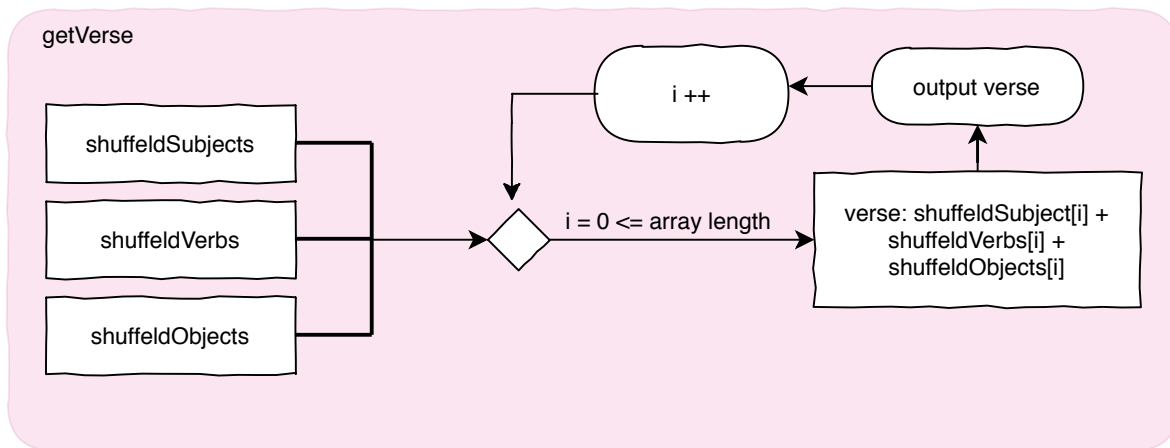 getVerse
shuffeldSubjects
shuffeldVerbs
shuffeldObjects
i ++
output verse
i = 0 <= array length
verse: shuffeldSubject[i] +
shuffeldVerbs[i] +
shuffeldObjects[i]